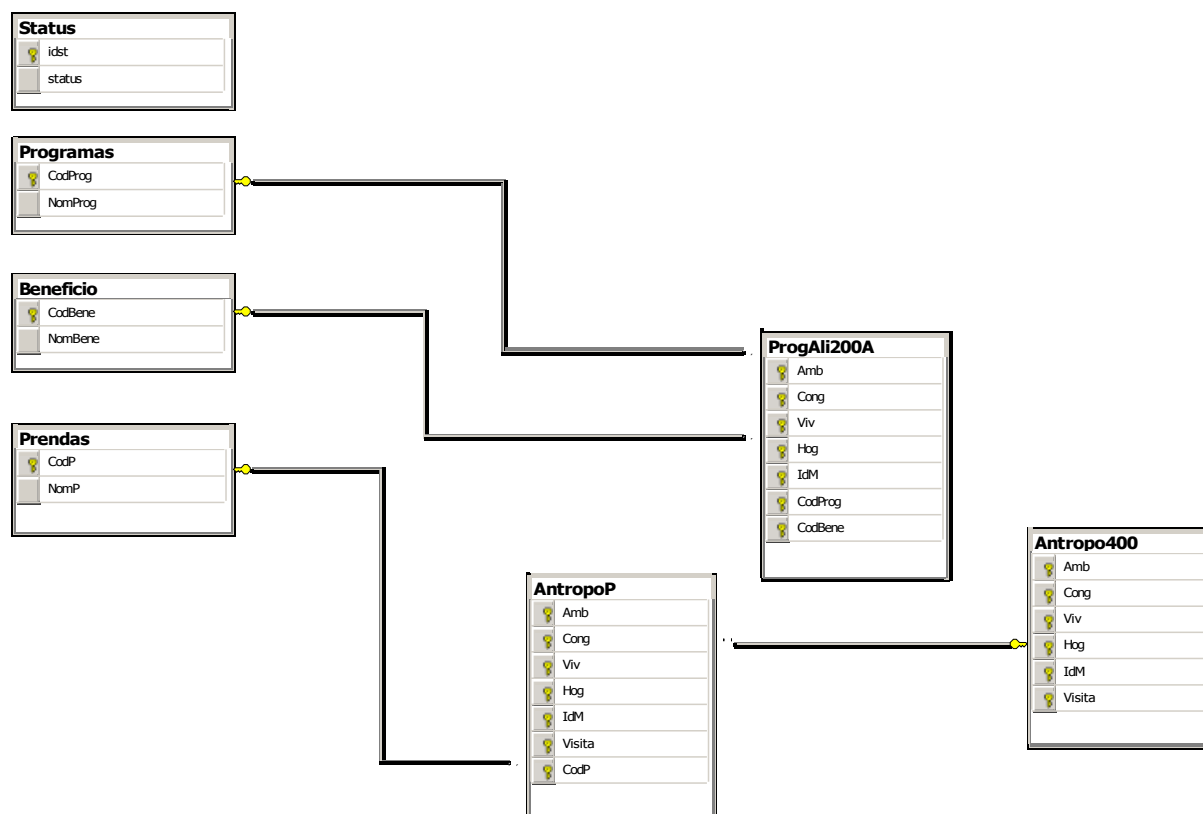 Status
idst
status
Programas
CodProg
NomProg
Beneficio
CodBene
NomBene
Prendas
CodP
NomP
ProgAli200A
Amb
Cong
Viv
Hog
IdM
CodProg
CodBene
AntropoP
Amb
Cong
Viv
Hog
IdM
Visita
CodP
Antropo400
Amb
Cong
Viv
Hog
IdM
Visita